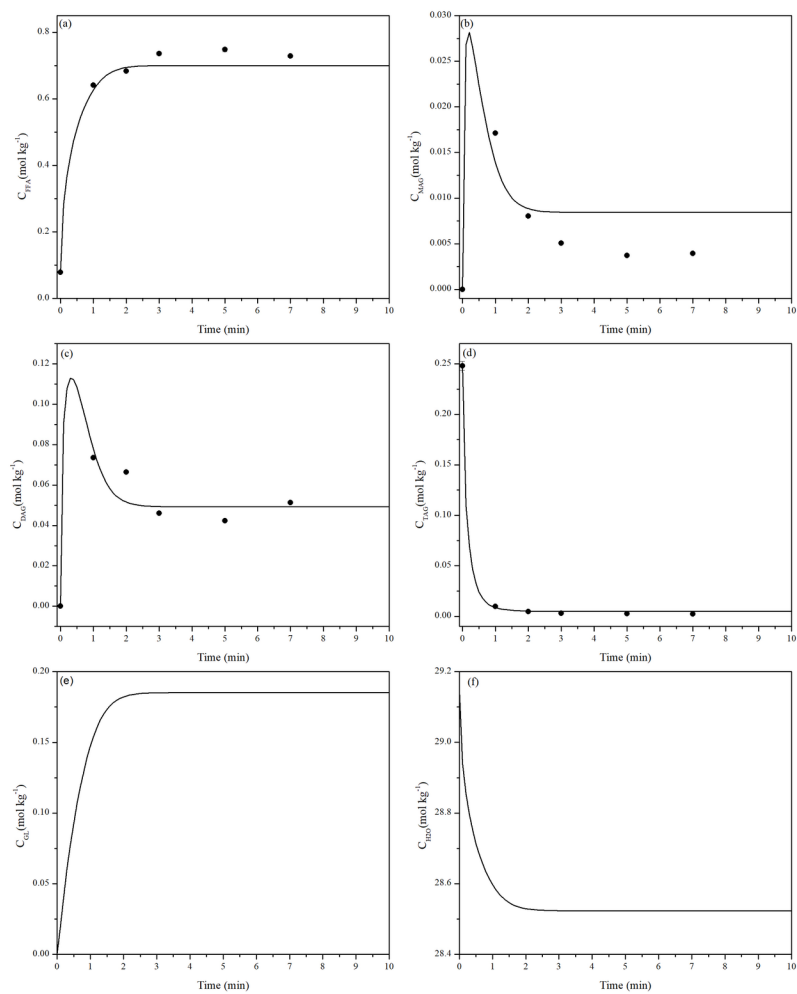 (a)
0.8
0.6
0.4
0.2
0.0
C_FFA(mol kg⁻¹)
0 1 2 3 4 5 6 7 8 9 10
Time (min)
(b)
0.030
0.025
0.020
0.015
0.010
0.005
0.000
C_MAG(mol kg⁻¹)
0 1 2 3 4 5 6 7 8 9 10
Time (min)
(c)
0.12
0.10
0.08
0.06
0.04
0.02
0.00
C_DAG(mol kg⁻¹)
0 1 2 3 4 5 6 7 8 9 10
Time (min)
(d)
0.25
0.20
0.15
0.10
0.05
0.00
C_TAG(mol kg⁻¹)
0 1 2 3 4 5 6 7 8 9 10
Time (min)
(e)
0.20
0.15
0.10
0.05
0.00
C_GL(mol kg⁻¹)
0 1 2 3 4 5 6 7 8 9 10
Time (min)
(f)
29.2
29.0
28.8
28.6
28.4
C_H2O(mol kg⁻¹)
0 1 2 3 4 5 6 7 8 9 10
Time (min)